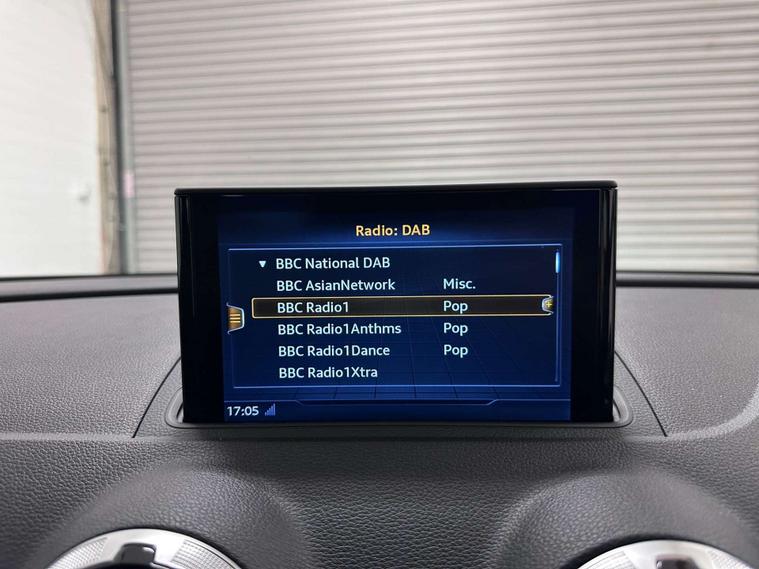 Radio: DAB
▼ BBC National DAB
BBC AsianNetwork Misc.
BBC Radio1 Pop
BBC Radio1Anthms Pop
BBC Radio1Dance Pop
BBC Radio1Xtra
17:05